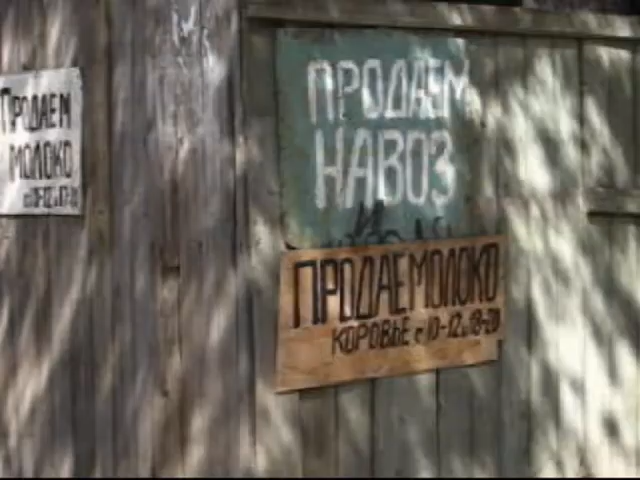 ПРОДАЕМ
МОЛОКО
ПРОДАЕМ
НАВОЗ
ПРОДАЕМОЛОКО
КОРОВЬЕ с 10-12 и 18-20